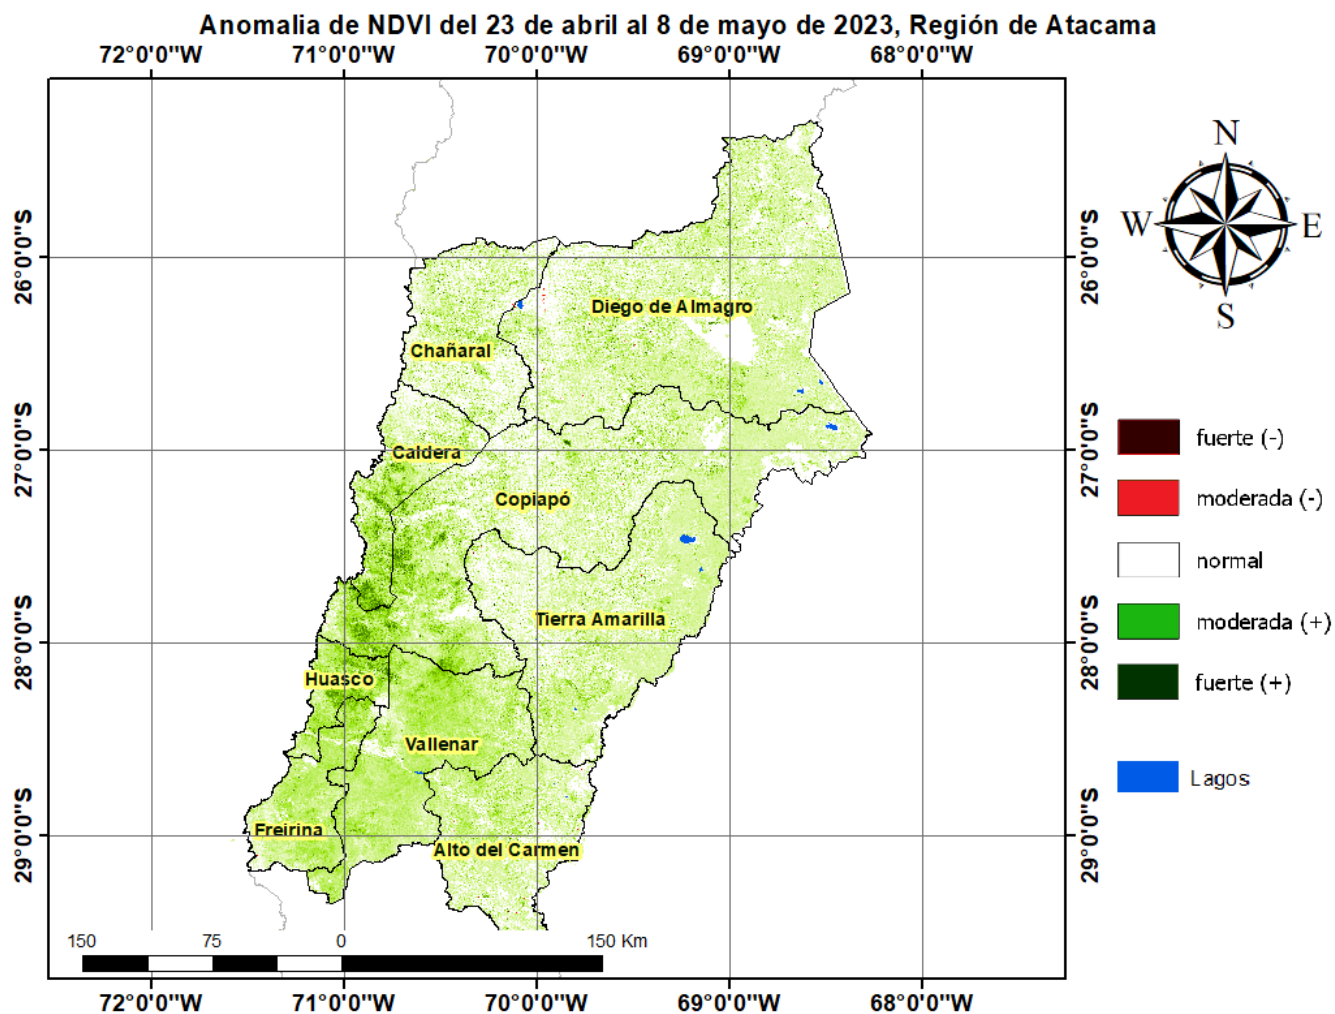 Anomalia de NDVI del 23 de abril al 8 de mayo de 2023, Región de Atacama
72°0'0"W 71°0'0"W 70°0'0"W 69°0'0"W 68°0'0"W
N
W E
S
26°0'0"S 26°0'0"S
Diego de Almagro
Chañaral
27°0'0"S 27°0'0"S
Caldera
Copiapó
fuerte (-)
moderada (-)
normal
moderada (+)
fuerte (+)
Lagos
Tierra Amarilla
28°0'0"S 28°0'0"S
Huasco
Vallenar
29°0'0"S 29°0'0"S
Freirina
Alto del Carmen
150 75 0 150 Km
72°0'0"W 71°0'0"W 70°0'0"W 69°0'0"W 68°0'0"W